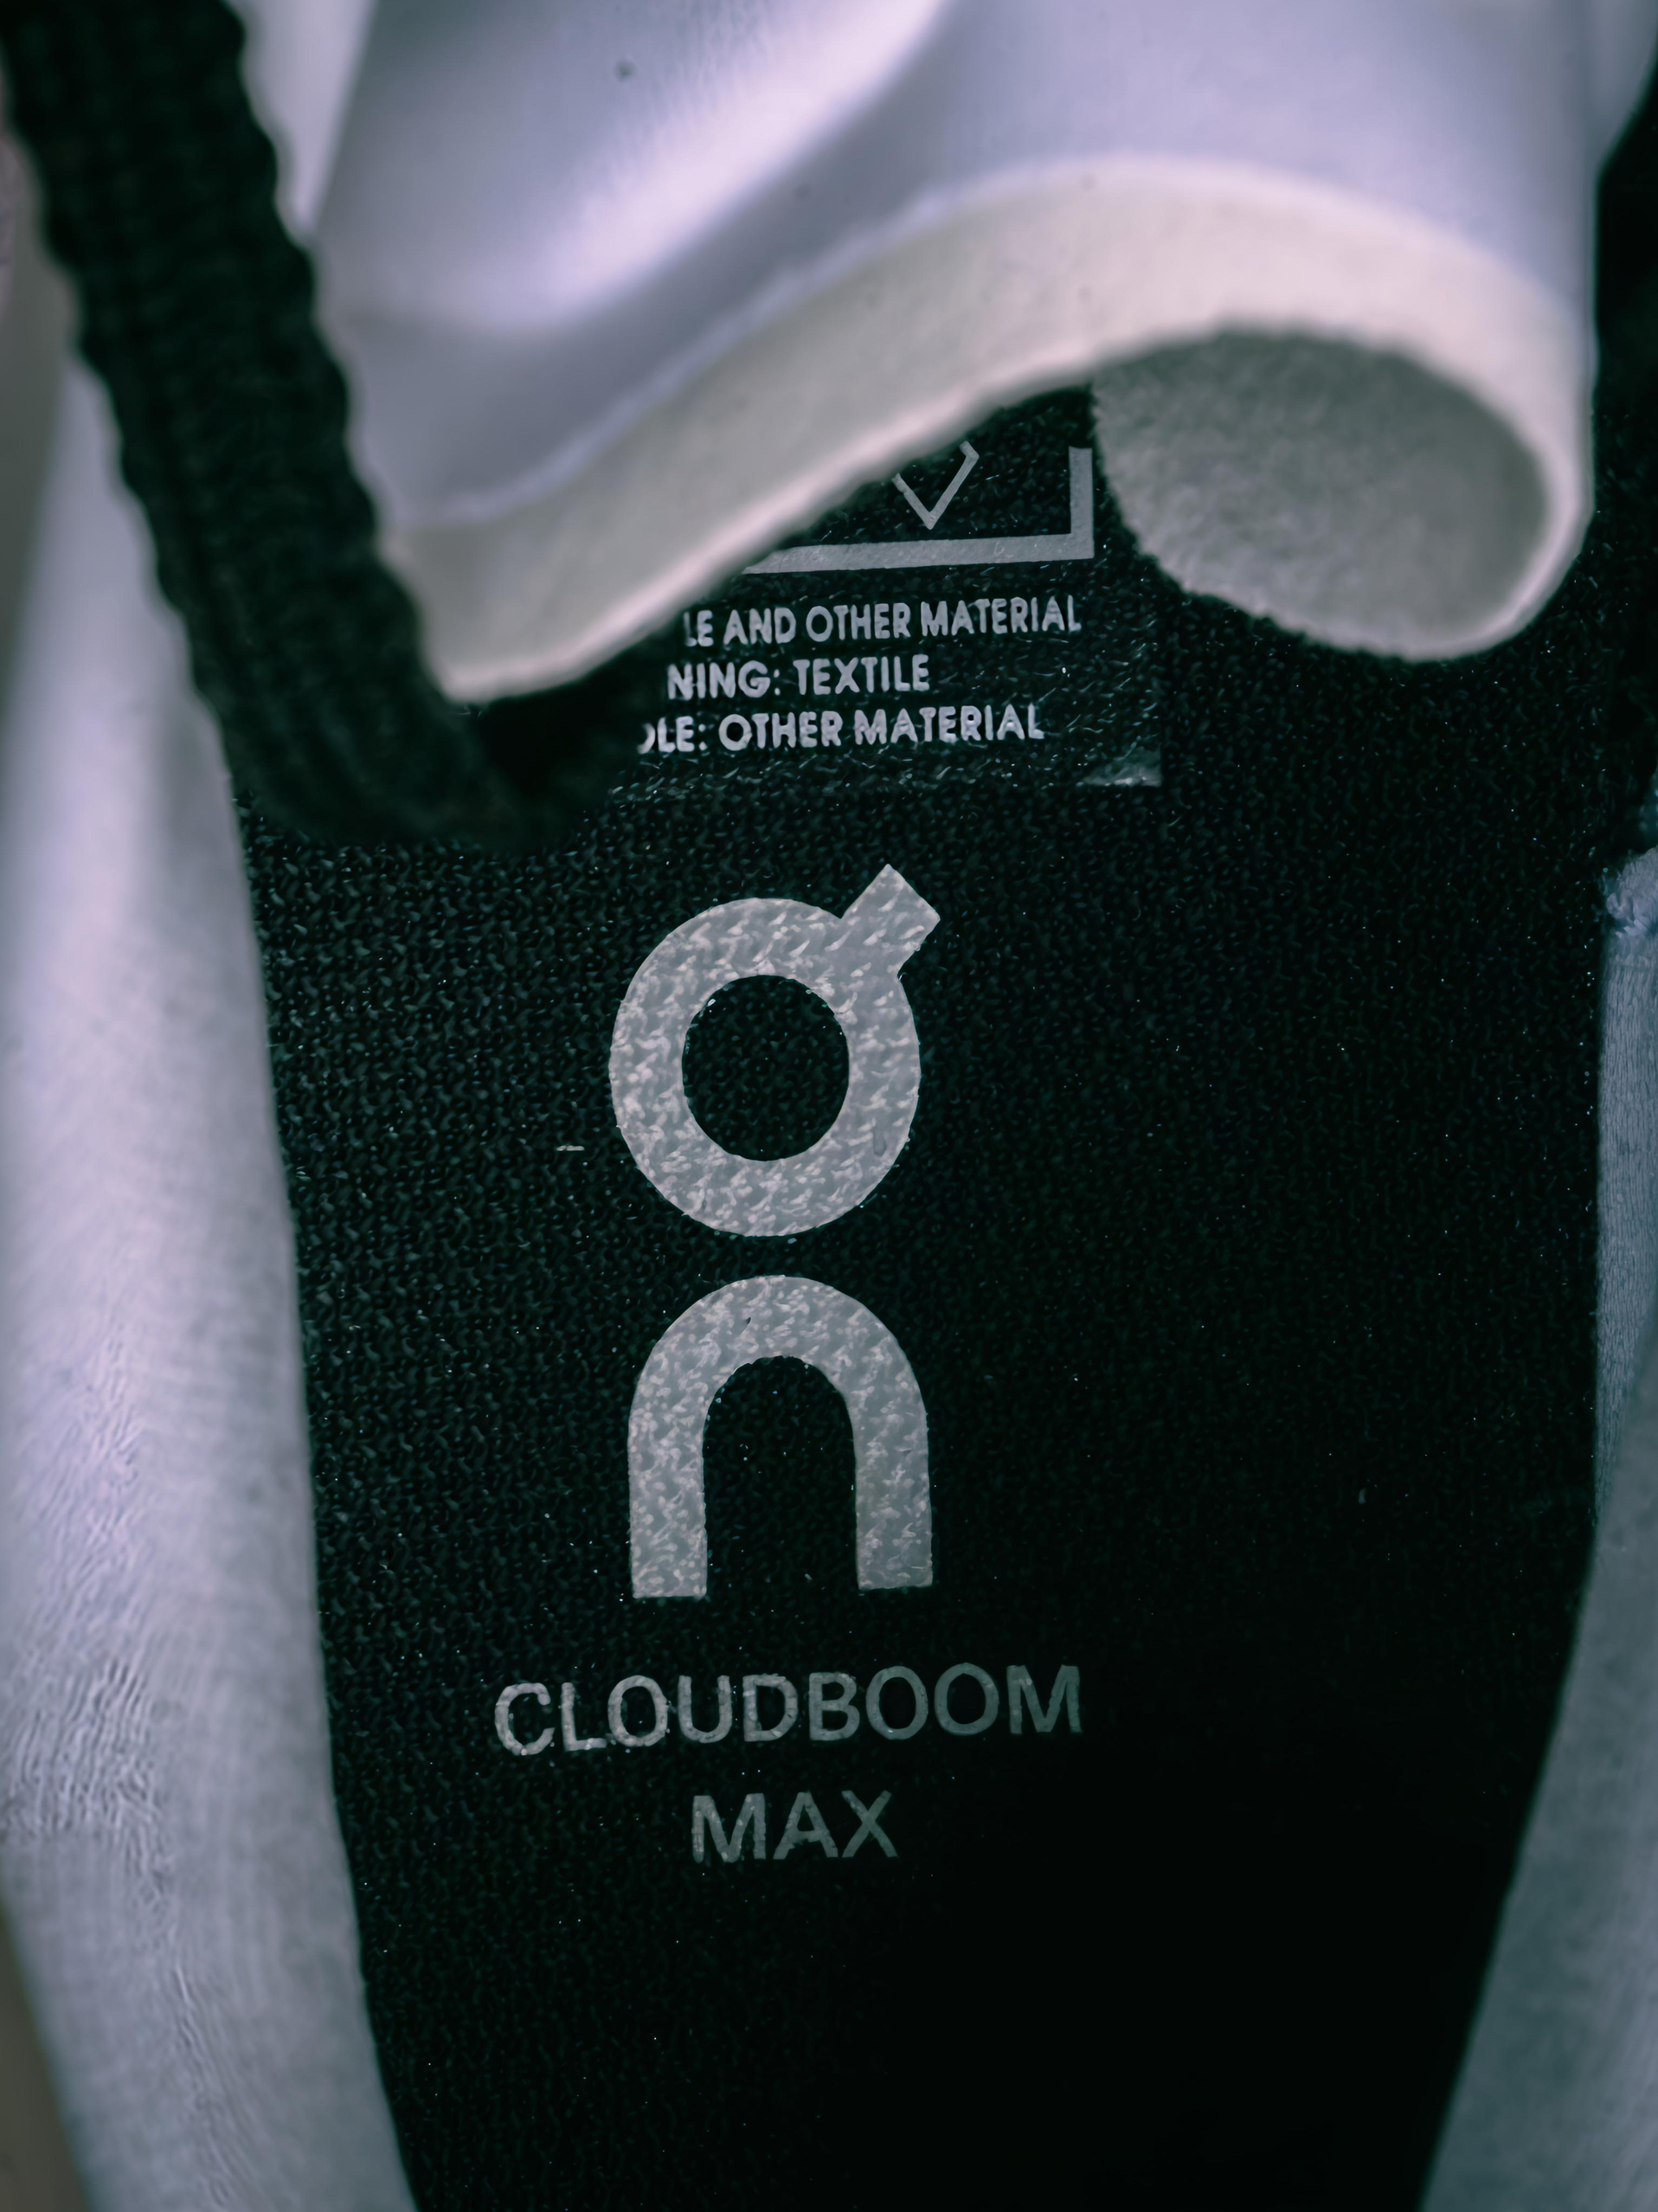 LE AND OTHER MATERIAL
NING: TEXTILE
OLE: OTHER MATERIAL
On
CLOUDBOOM
MAX